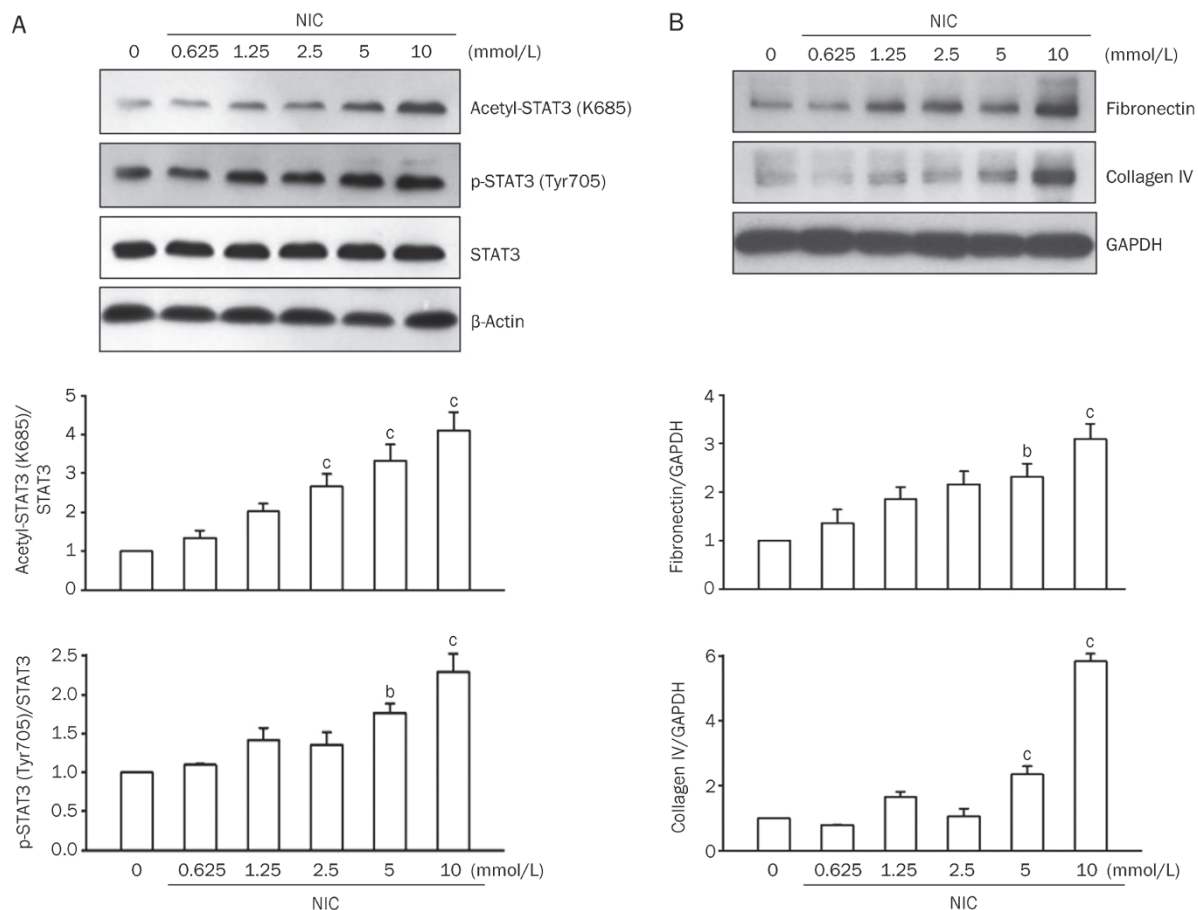 A
NIC
0 0.625 1.25 2.5 5 10 (mmol/L)
Acetyl-STAT3 (K685)
p-STAT3 (Tyr705)
STAT3
β-Actin
B
NIC
0 0.625 1.25 2.5 5 10 (mmol/L)
Fibronectin
Collagen IV
GAPDH
Acetyl-STAT3 (K685)/
STAT3
5
4
3
2
1
0
c
c
c
p-STAT3 (Tyr705)/STAT3
2.5
2.0
1.5
1.0
0.5
0.0
b
c
0 0.625 1.25 2.5 5 10 (mmol/L)
NIC
Fibronectin/GAPDH
4
3
2
1
0
b
c
Collagen IV/GAPDH
6
4
2
0
c
c
0 0.625 1.25 2.5 5 10 (mmol/L)
NIC